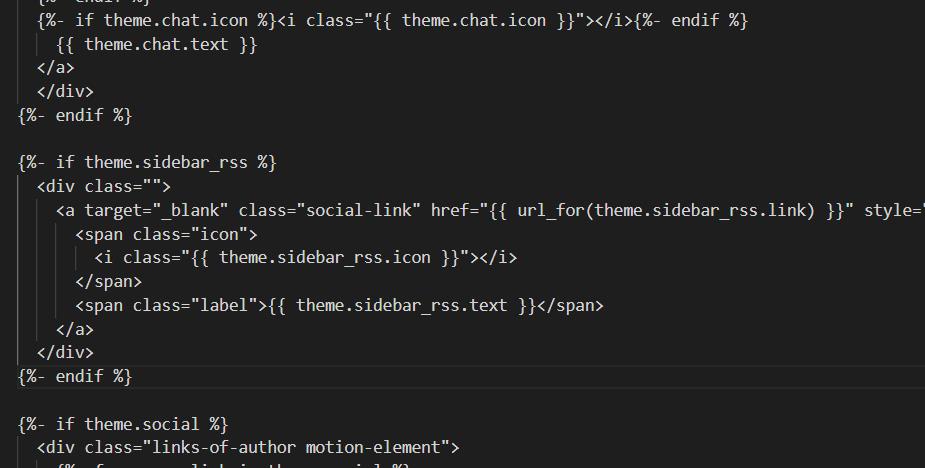 {%- endif %}
{%- if theme.chat.icon %}<i class="{{ theme.chat.icon }}"></i>{%- endif %}
{{ theme.chat.text }}
</a>
</div>
{%- endif %}
{%- if theme.sidebar_rss %}
<div class="">
<a target="_blank" class="social-link" href="{{ url_for(theme.sidebar_rss.link) }}" style="
<span class="icon">
<i class="{{ theme.sidebar_rss.icon }}"></i>
</span>
<span class="label">{{ theme.sidebar_rss.text }}</span>
</a>
</div>
{%- endif %}
{%- if theme.social %}
<div class="links-of-author motion-element">